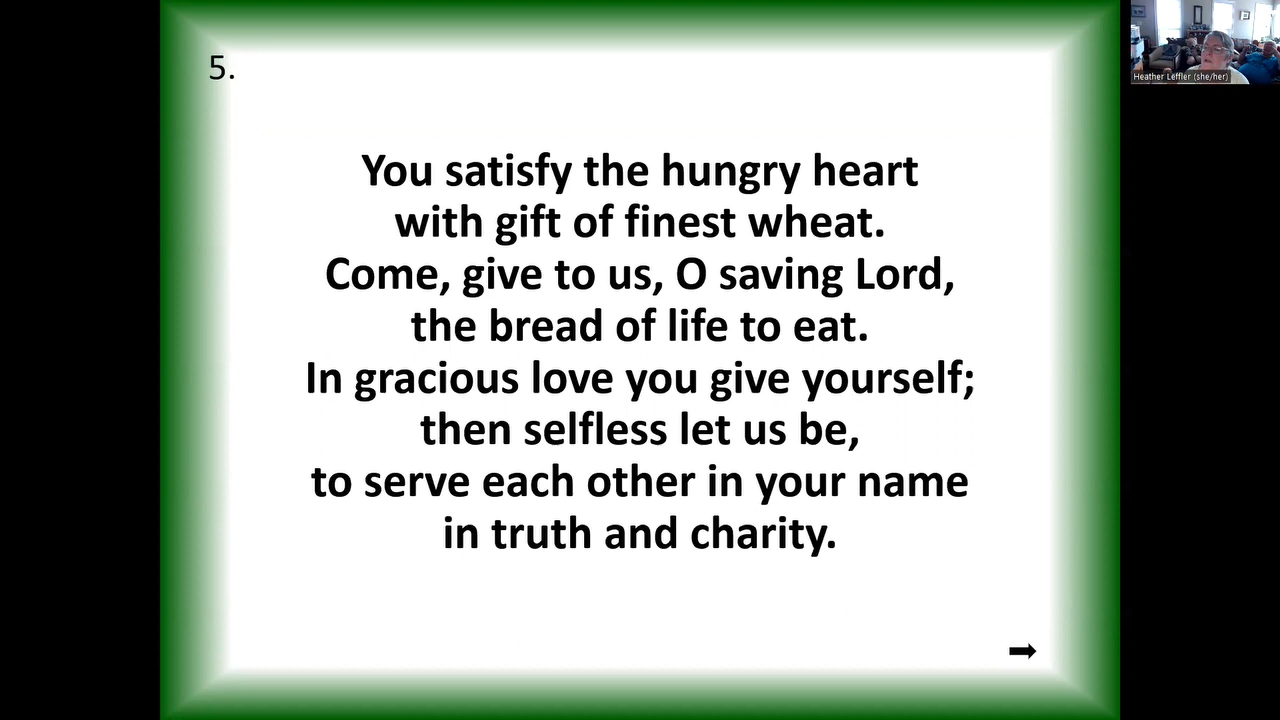 5.
You satisfy the hungry heart
with gift of finest wheat.
Come, give to us, O saving Lord,
the bread of life to eat.
In gracious love you give yourself;
then selfless let us be,
to serve each other in your name
in truth and charity.
Heather Leffler (she/her)